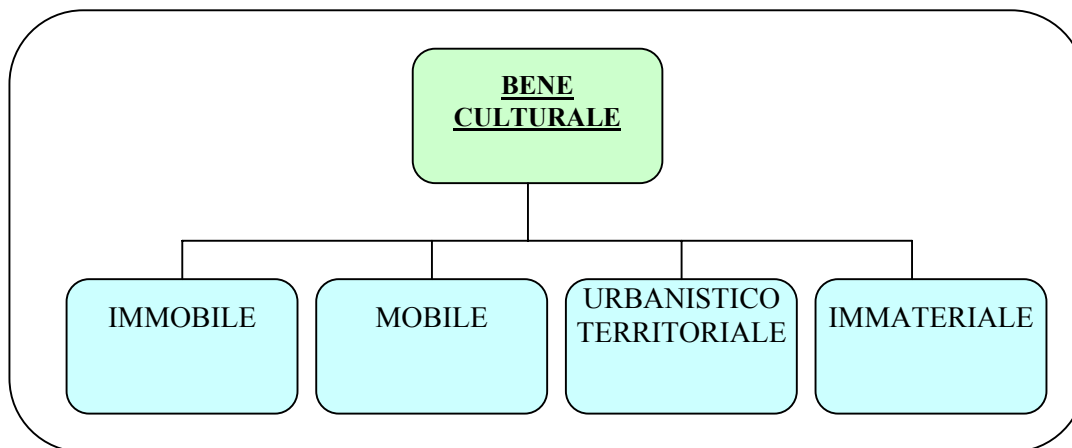 BENE
CULTURALE
IMMOBILE
MOBILE
URBANISTICO
TERRITORIALE
IMMATERIALE